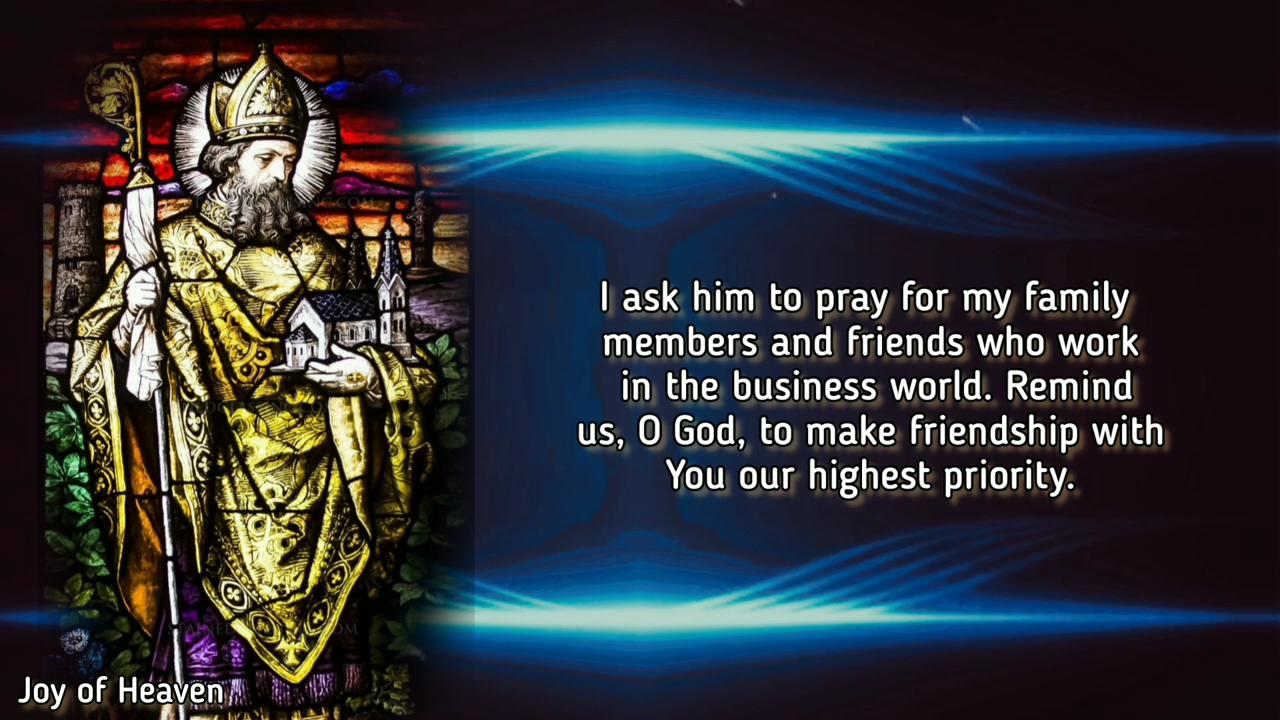 I ask him to pray for my family
members and friends who work
in the business world. Remind
us, O God, to make friendship with
You our highest priority.
Joy of Heaven